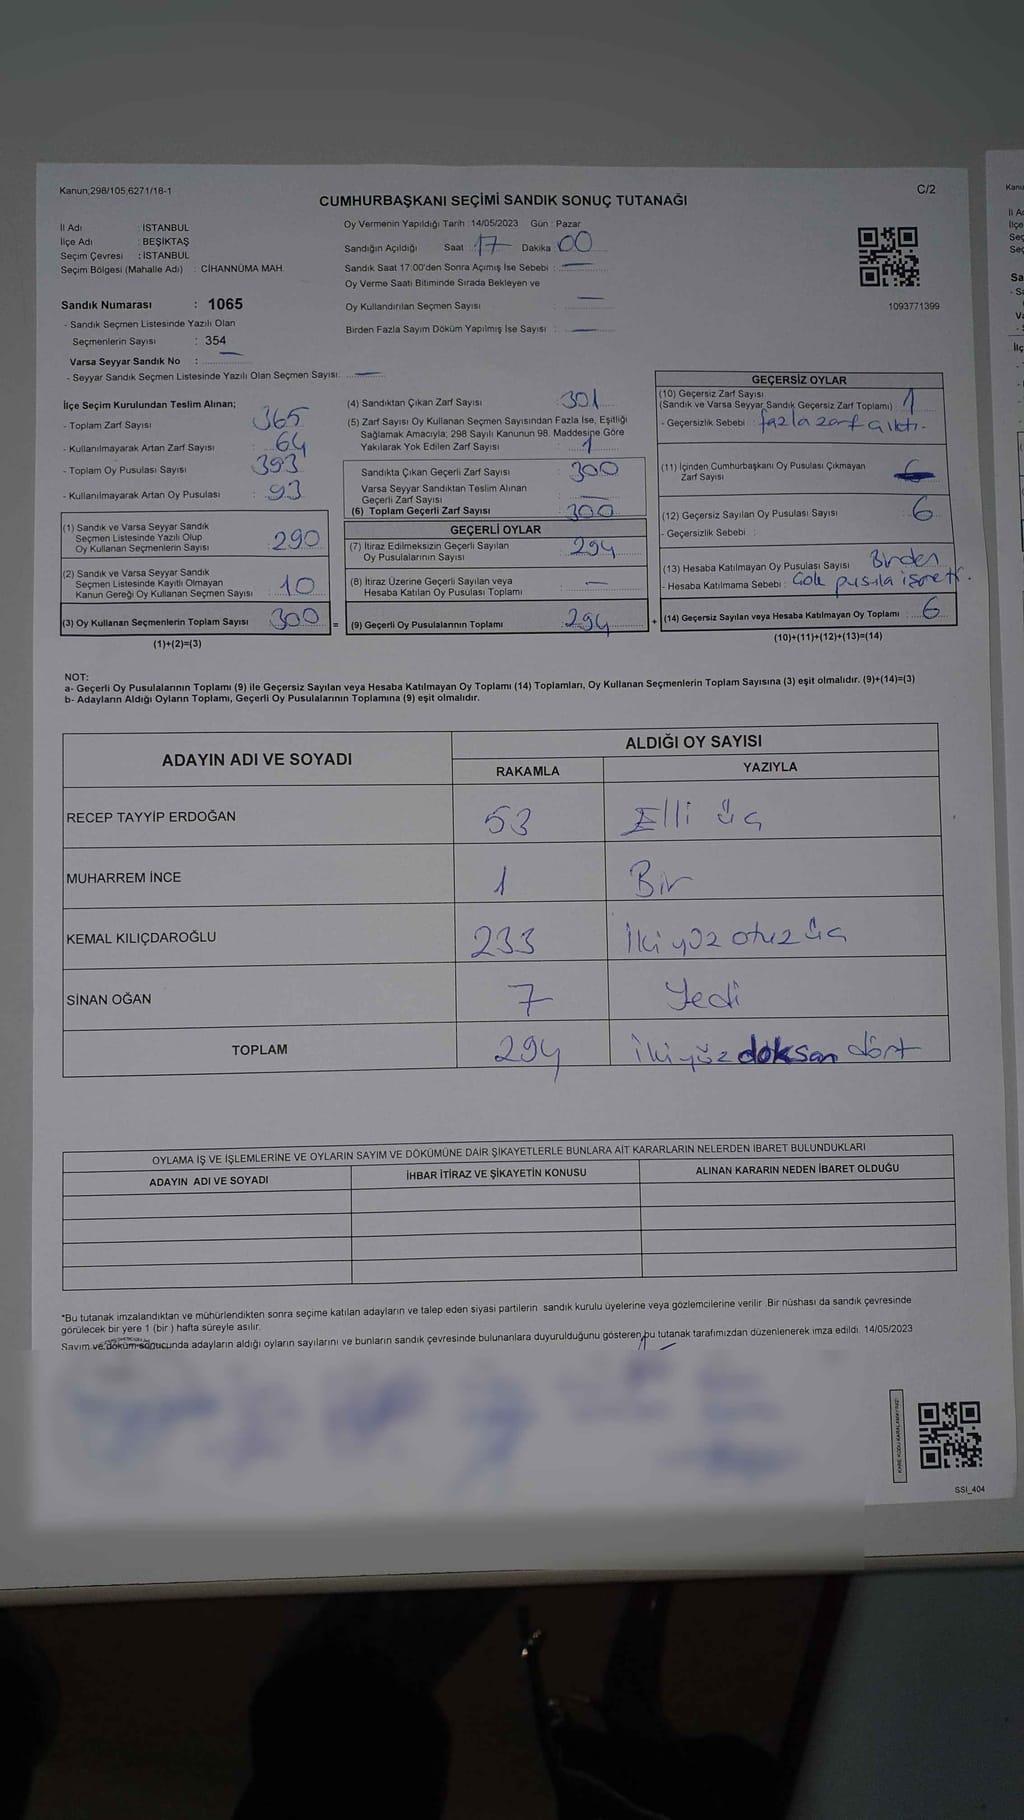 Kanun,298/105,6271/18-1
C/2
CUMHURBAŞKANI SEÇİMİ SANDIK SONUÇ TUTANAĞI
İl Adı : İSTANBUL
İlçe Adı : BEŞİKTAŞ
Seçim Çevresi : İSTANBUL
Seçim Bölgesi (Mahalle Adı) : CİHANNÜMA MAH.
Sandık Numarası : 1065
- Sandık Seçmen Listesinde Yazılı Olan
Seçmenlerin Sayısı : 354
Varsa Seyyar Sandık No : —
- Seyyar Sandık Seçmen Listesinde Yazılı Olan Seçmen Sayısı: —
Oy Vermenin Yapıldığı Tarih : 14/05/2023 Gün : Pazar
Sandığın Açıldığı Saat : 17 Dakika : 00
Sandık Saat 17:00'den Sonra Açımış İse Sebebi : —
Oy Verme Saati Bitiminde Sırada Bekleyen ve
Oy Kullandırılan Seçmen Sayısı —
Birden Fazla Sayım Döküm Yapılmış İse Sayısı : —
1093771399
İlçe Seçim Kurulundan Teslim Alınan;
- Toplam Zarf Sayısı : 365
- Kullanılmayarak Artan Zarf Sayısı : 64
- Toplam Oy Pusulası Sayısı : 393
- Kullanılmayarak Artan Oy Pusulası : 93
(1) Sandık ve Varsa Seyyar Sandık
Seçmen Listesinde Yazılı Olup
Oy Kullanan Seçmenlerin Sayısı : 290
(2) Sandık ve Varsa Seyyar Sandık
Seçmen Listesinde Kayıtlı Olmayan
Kanun Gereği Oy Kullanan Seçmen Sayısı : 10
(3) Oy Kullanan Seçmenlerin Toplam Sayısı : 300
(1)+(2)=(3)
(4) Sandıktan Çıkan Zarf Sayısı : 301
(5) Zarf Sayısı Oy Kullanan Seçmen Sayısından Fazla İse, Eşitliği
Sağlamak Amacıyla; 298 Sayılı Kanunun 98. Maddesine Göre
Yakılarak Yok Edilen Zarf Sayısı : 1
Sandıkta Çıkan Geçerli Zarf Sayısı : 300
Varsa Seyyar Sandıktan Teslim Alınan
Geçerli Zarf Sayısı : —
(6) Toplam Geçerli Zarf Sayısı : 300
GEÇERLİ OYLAR
(7) İtiraz Edilmeksizin Geçerli Sayılan
Oy Pusulalarının Sayısı : 294
(8) İtiraz Üzerine Geçerli Sayılan veya
Hesaba Katılan Oy Pusulası Toplamı : —
= (9) Geçerli Oy Pusulalarının Toplamı : 294 +
GEÇERSİZ OYLAR
(10) Geçersiz Zarf Sayısı
(Sandık ve Varsa Seyyar Sandık Geçersiz Zarf Toplamı) : 1
- Geçersizlik Sebebi : fazla zarf çıktı.
(11) İçinden Cumhurbaşkanı Oy Pusulası Çıkmayan
Zarf Sayısı
(12) Geçersiz Sayılan Oy Pusulası Sayısı : 6
- Geçersizlik Sebebi :
(13) Hesaba Katılmayan Oy Pusulası Sayısı : Birden
- Hesaba Katılmama Sebebi : Çok pusula işareti.
(14) Geçersiz Sayılan veya Hesaba Katılmayan Oy Toplamı : 6
(10)+(11)+(12)+(13)=(14)
NOT:
a- Geçerli Oy Pusulalarının Toplamı (9) ile Geçersiz Sayılan veya Hesaba Katılmayan Oy Toplamı (14) Toplamları, Oy Kullanan Seçmenlerin Toplam Sayısına (3) eşit olmalıdır. (9)+(14)=(3)
b- Adayların Aldığı Oyların Toplamı, Geçerli Oy Pusulalarının Toplamına (9) eşit olmalıdır.
ADAYIN ADI VE SOYADI
ALDIĞI OY SAYISI
RAKAMLA YAZIYLA
RECEP TAYYİP ERDOĞAN 53 Elli üç
MUHARREM İNCE 1 Bir
KEMAL KILIÇDAROĞLU 233 İki yüz otuz üç
SİNAN OĞAN 7 Yedi
TOPLAM 294 İki yüz doksan dört
OYLAMA İŞ VE İŞLEMLERİNE VE OYLARIN SAYIM VE DÖKÜMÜNE DAİR ŞİKAYETLERLE BUNLARA AİT KARARLARIN NELERDEN İBARET BULUNDUKLARI
ADAYIN ADI VE SOYADI İHBAR İTİRAZ VE ŞİKAYETİN KONUSU ALINAN KARARIN NEDEN İBARET OLDUĞU
*Bu tutanak imzalandıktan ve mühürlendikten sonra seçime katılan adayların ve talep eden siyasi partilerin sandık kurulu üyelerine veya gözlemcilerine verilir. Bir nüshası da sandık çevresinde
görülecek bir yere 1 (bir ) hafta süreyle asılır.
Sayım ve döküm sonucunda adayların aldığı oyların sayılarını ve bunların sandık çevresinde bulunanlara duyurulduğunu gösteren bu tutanak tarafımızdan düzenlenerek imza edildi. 14/05/2023
SSI_404